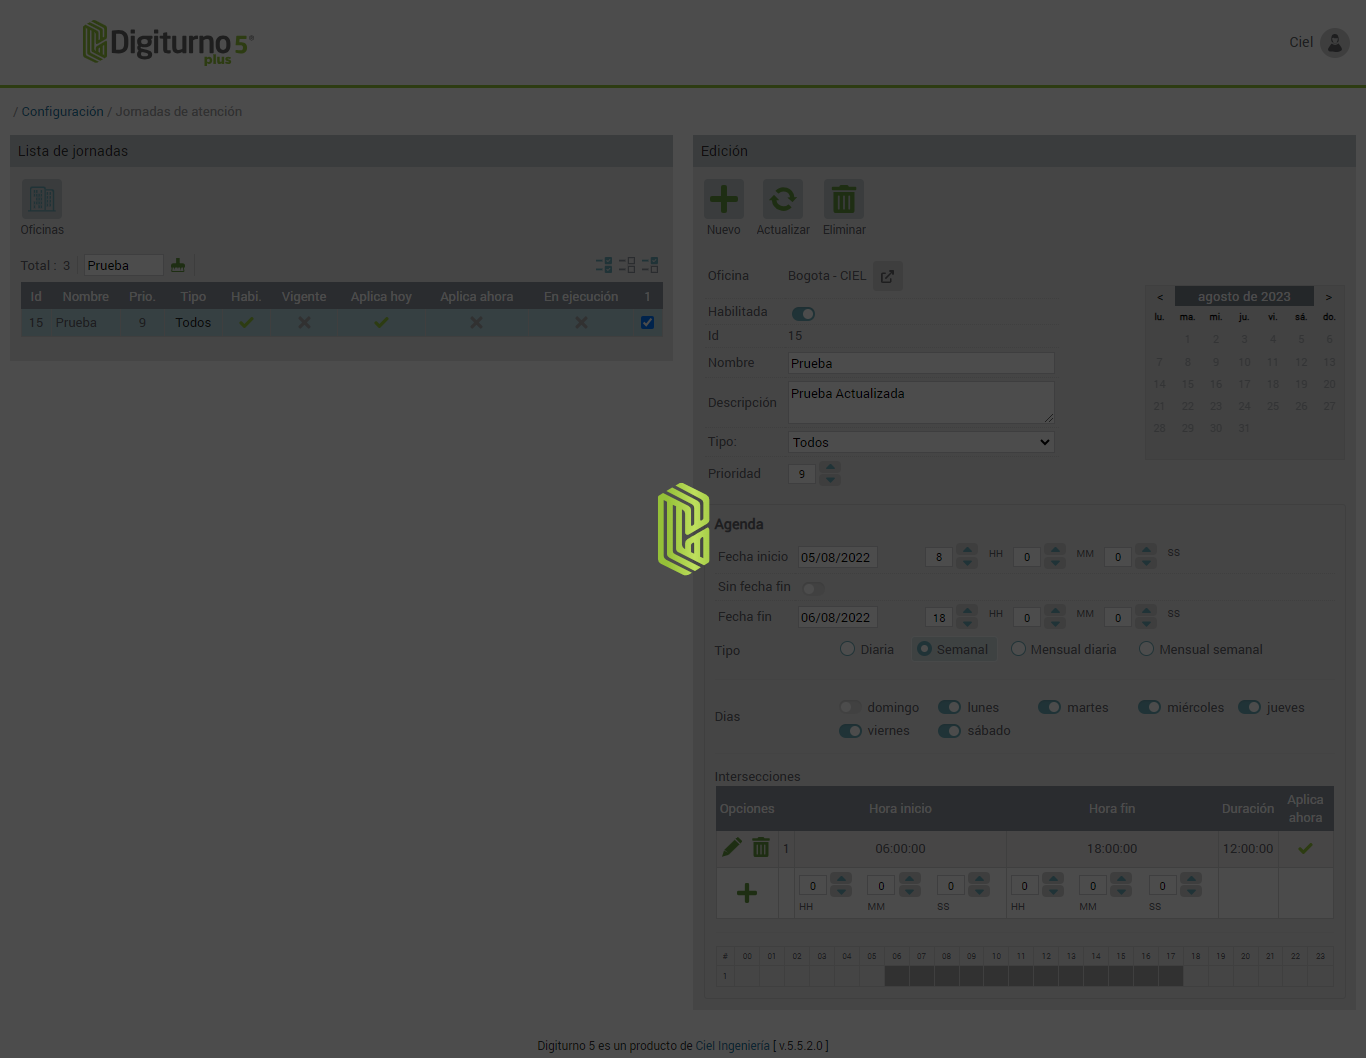 Digiturno 5®
plus
Ciel
/ Configuración / Jornadas de atención
Lista de jornadas
Oficinas
Total : 3 Prueba
Id Nombre Prio. Tipo Habi. Vigente Aplica hoy Aplica ahora En ejecución 1
15 Prueba 9 Todos
Edición
Nuevo Actualizar Eliminar
Oficina Bogota - CIEL
Habilitada
Id 15
Nombre Prueba
Descripción Prueba Actualizada
Tipo: Todos
Prioridad 9
< agosto de 2023 >
lu. ma. mi. ju. vi. sá. do.
1 2 3 4 5 6
7 8 9 10 11 12 13
14 15 16 17 18 19 20
21 22 23 24 25 26 27
28 29 30 31
Agenda
Fecha inicio 05/08/2022 8 HH 0 MM 0 SS
Sin fecha fin
Fecha fin 06/08/2022 18 HH 0 MM 0 SS
Tipo Diaria Semanal Mensual diaria Mensual semanal
Dias domingo lunes martes miércoles jueves
viernes sábado
Intersecciones
Opciones Hora inicio Hora fin Duración Aplica ahora
1 06:00:00 18:00:00 12:00:00
0 0 0 0 0 0
HH MM SS HH MM SS
# 00 01 02 03 04 05 06 07 08 09 10 11 12 13 14 15 16 17 18 19 20 21 22 23
1
Digiturno 5 es un producto de Ciel Ingeniería [ v.5.5.2.0 ]